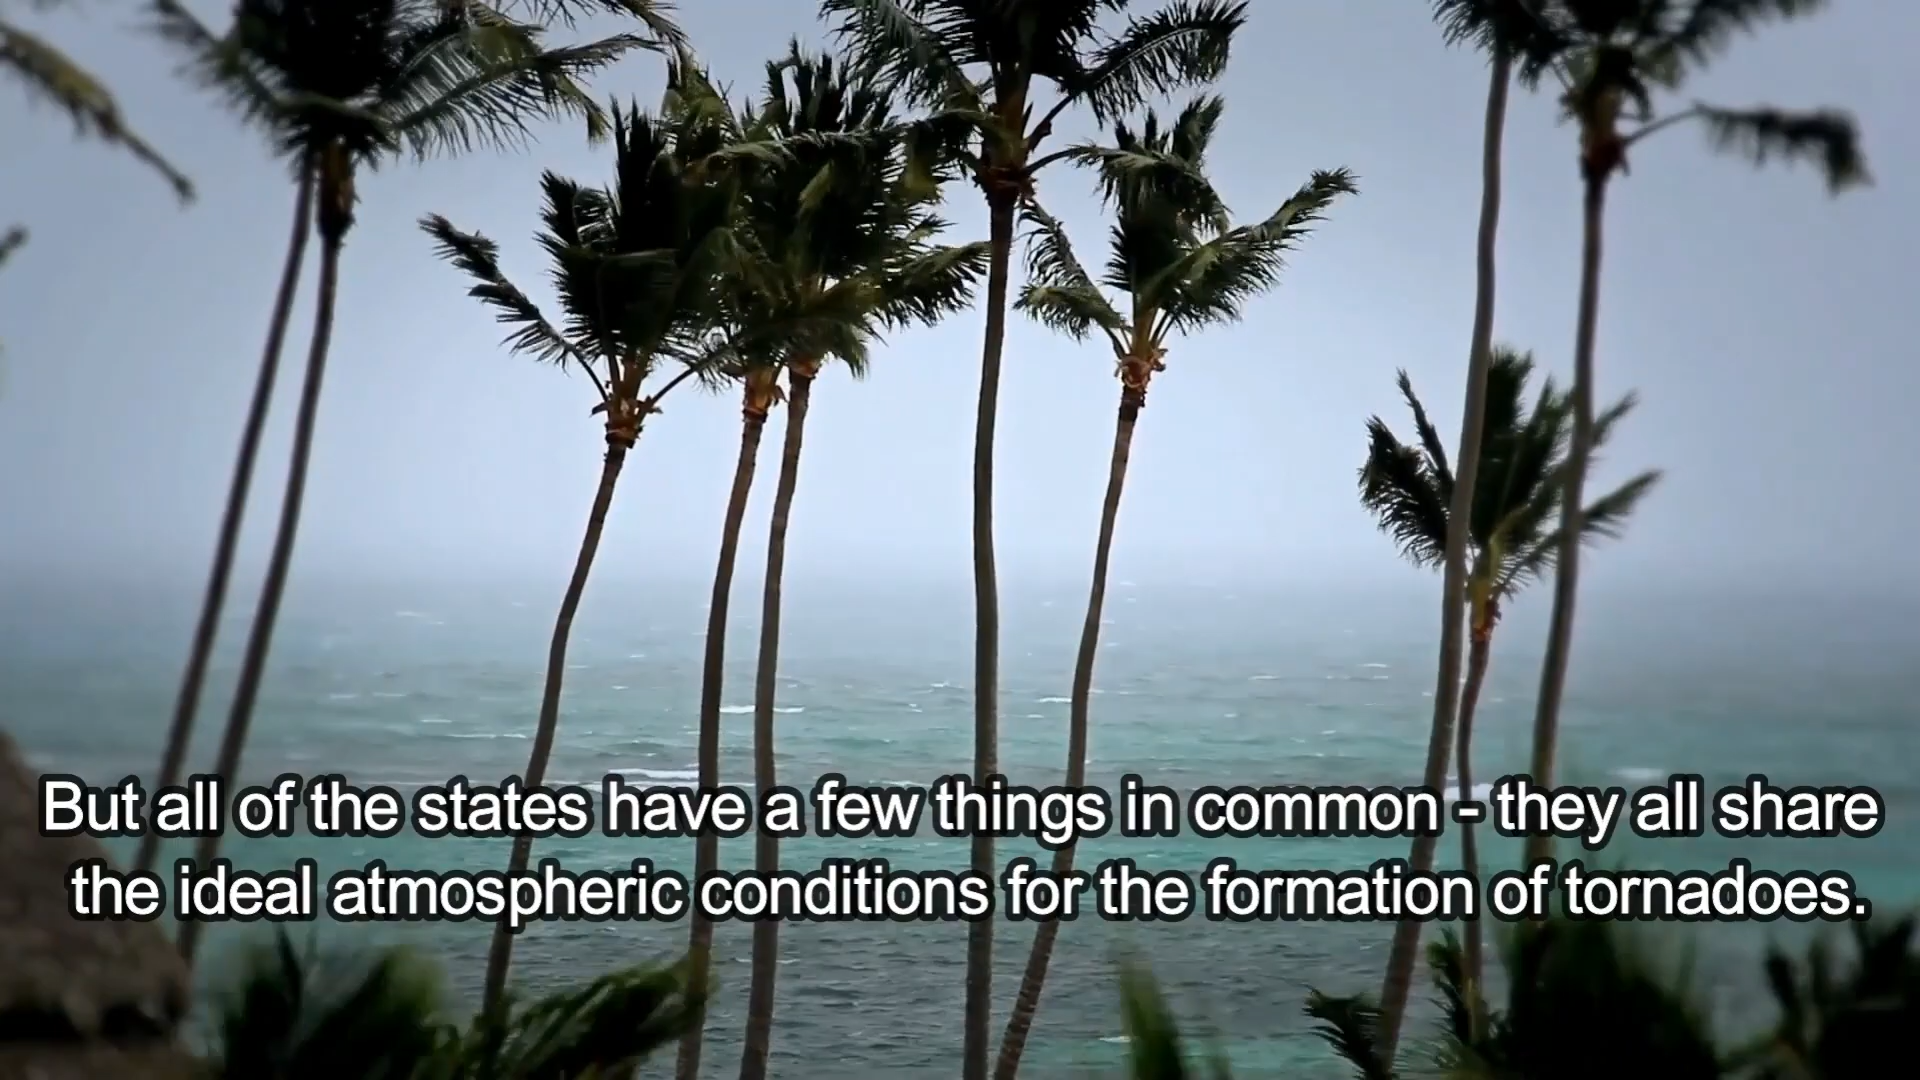 But all of the states have a few things in common - they all share
the ideal atmospheric conditions for the formation of tornadoes.